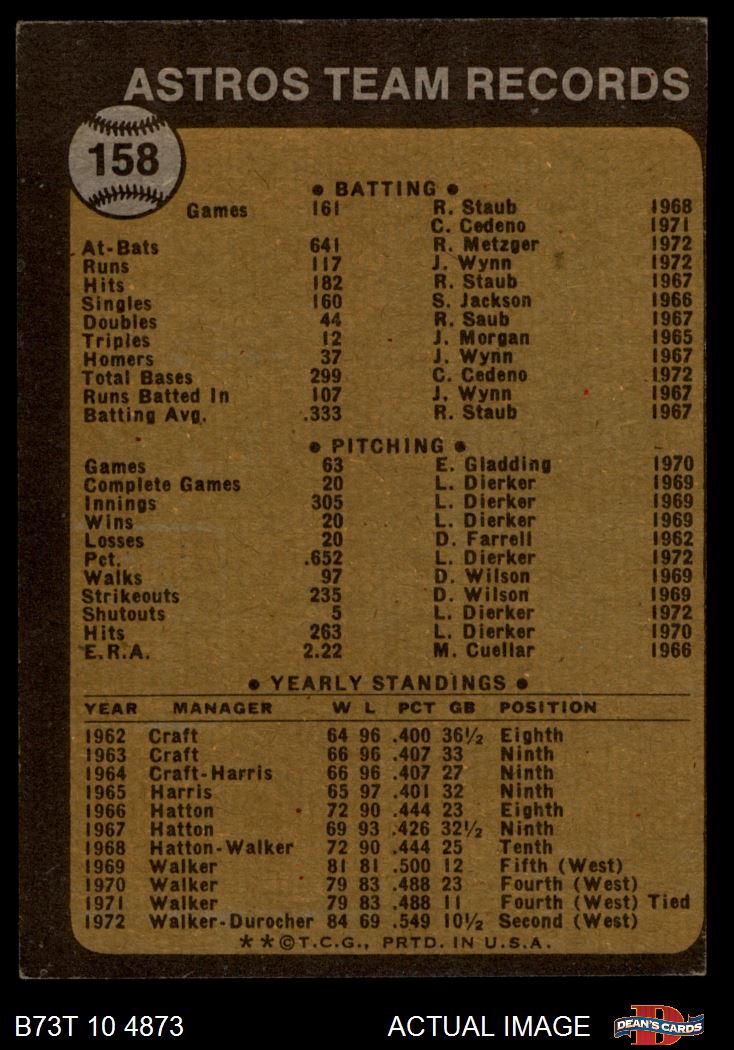 ASTROS TEAM RECORDS
158
● BATTING ●
Games 161 R. Staub 1968
C. Cedeno 1971
At-Bats 641 R. Metzger 1972
Runs 117 J. Wynn 1972
Hits 182 R. Staub 1967
Singles 160 S. Jackson 1966
Doubles 44 R. Saub 1967
Triples 12 J. Morgan 1965
Homers 37 J. Wynn 1967
Total Bases 299 C. Cedeno 1972
Runs Batted In 107 J. Wynn 1967
Batting Avg. .333 R. Staub 1967
● PITCHING ●
Games 63 E. Gladding 1970
Complete Games 20 L. Dierker 1969
Innings 305 L. Dierker 1969
Wins 20 L. Dierker 1969
Losses 20 D. Farrell 1962
Pct. .652 L. Dierker 1972
Walks 97 D. Wilson 1969
Strikeouts 235 D. Wilson 1969
Shutouts 5 L. Dierker 1972
Hits 263 L. Dierker 1970
E.R.A. 2.22 M. Cuellar 1966
● YEARLY STANDINGS ●
YEAR MANAGER W L PCT GB POSITION
1962 Craft 64 96 .400 36½ Eighth
1963 Craft 66 96 .407 33 Ninth
1964 Craft-Harris 66 96 .407 27 Ninth
1965 Harris 65 97 .401 32 Ninth
1966 Hatton 72 90 .444 23 Eighth
1967 Hatton 69 93 .426 32½ Ninth
1968 Hatton-Walker 72 90 .444 25 Tenth
1969 Walker 81 81 .500 12 Fifth (West)
1970 Walker 79 83 .488 23 Fourth (West)
1971 Walker 79 83 .488 11 Fourth (West) Tied
1972 Walker-Durocher 84 69 .549 10½ Second (West)
**©T.C.G., PRTD. IN U.S.A.
B73T 10 4873 ACTUAL IMAGE
D
DEAN'S CARDS